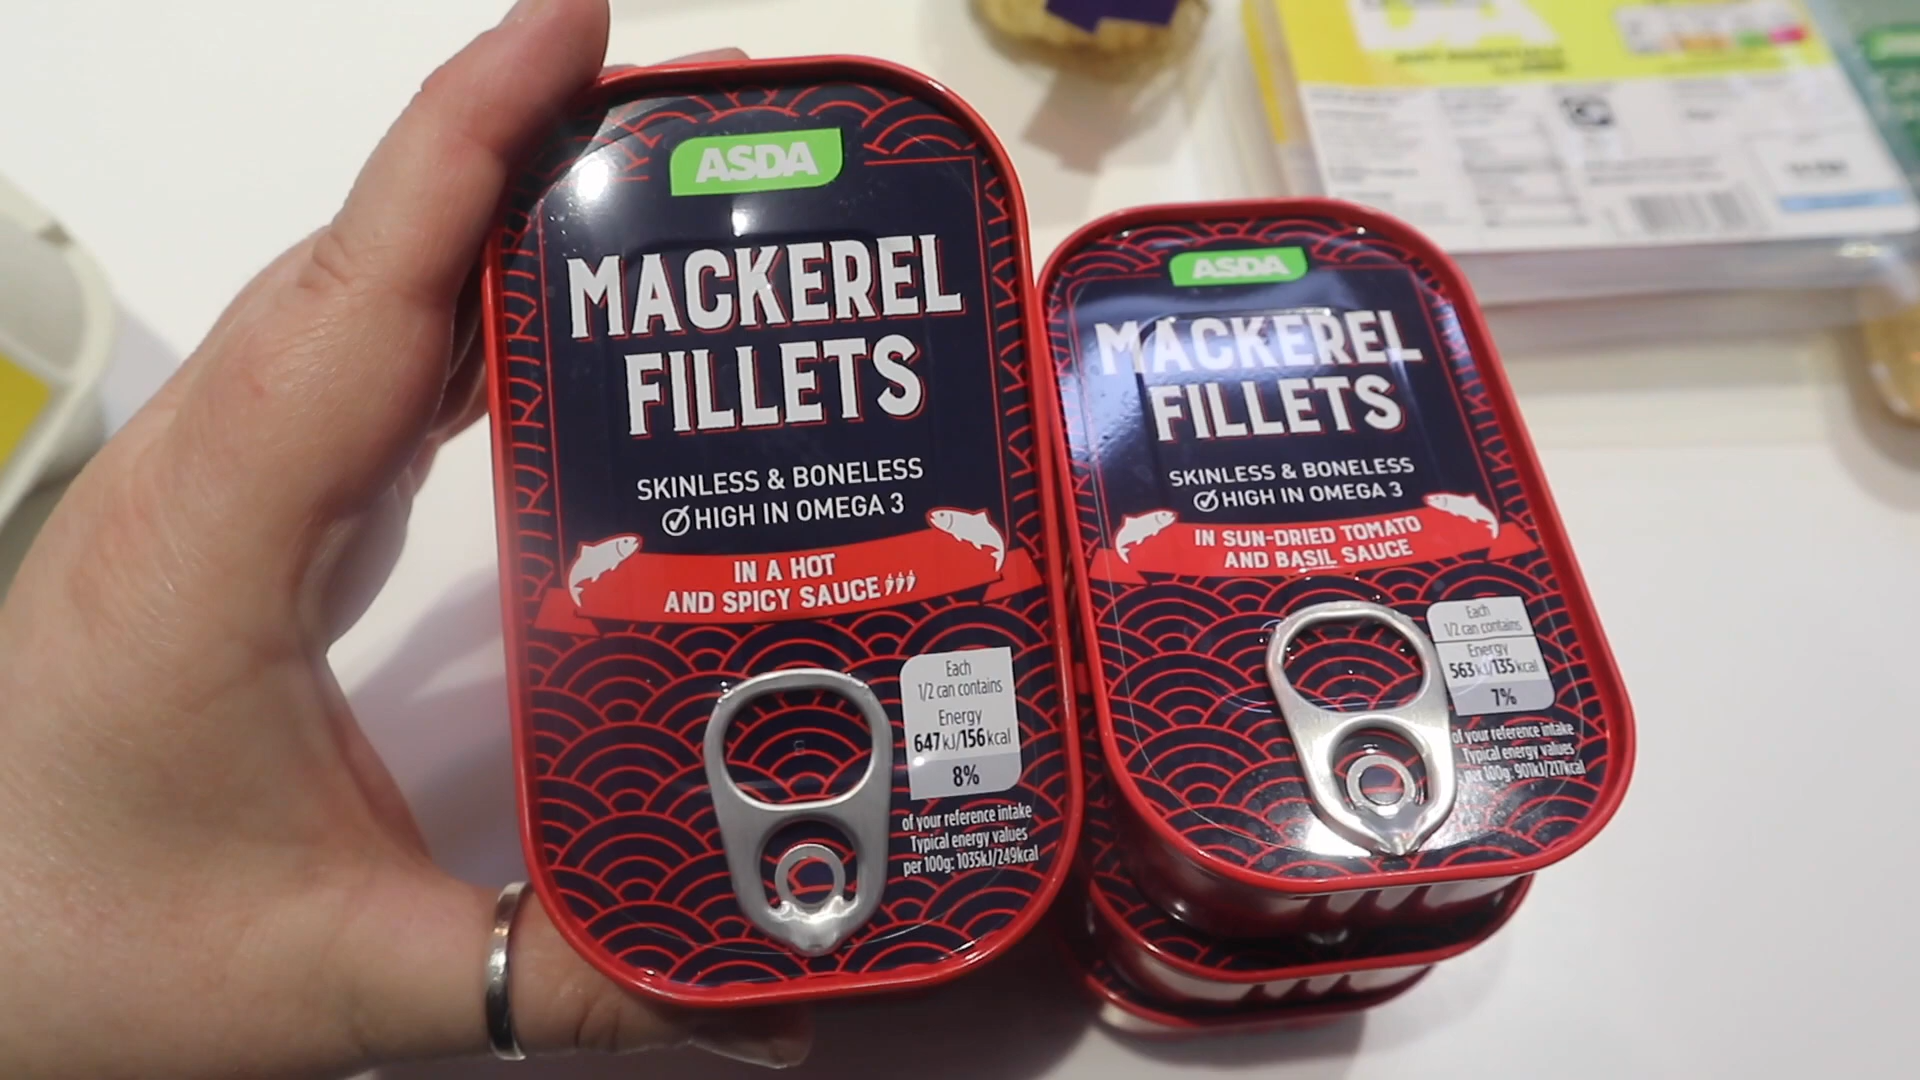 ASDA
MACKEREL
FILLETS
SKINLESS & BONELESS
HIGH IN OMEGA 3
IN A HOT
AND SPICY SAUCE
Each
1/2 can contains
Energy
647kJ/156kcal
8%
of your reference intake
Typical energy values
per 100g: 1035kJ/249kcal
ASDA
MACKEREL
FILLETS
SKINLESS & BONELESS
HIGH IN OMEGA 3
IN SUN-DRIED TOMATO
AND BASIL SAUCE
Each
1/2 can contains
Energy
563kJ/135kcal
7%
of your reference intake
Typical energy values
per 100g: 901kJ/217kcal